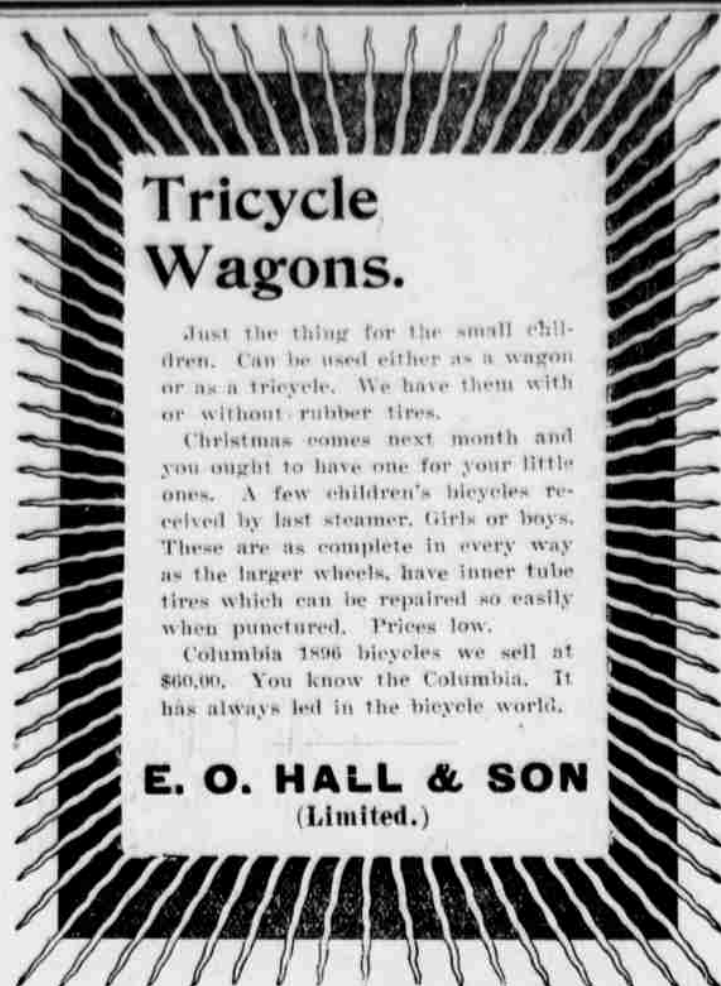 Tricycle
Wagons.
Just the thing for the small chil-
dren. Can be used either as a wagon
or as a tricycle. We have them with
or without rubber tires.
Christmas comes next month and
you ought to have one for your little
ones. A few children's bicycles re-
ceived by last steamer. Girls or boys.
These are as complete in every way
as the larger wheels, have inner tube
tires which can be repaired so easily
when punctured. Prices low.
Columbia 1896 bicycles we sell at
$60.00. You know the Columbia. It
has always led in the bicycle world.
E. O. HALL & SON
(Limited.)